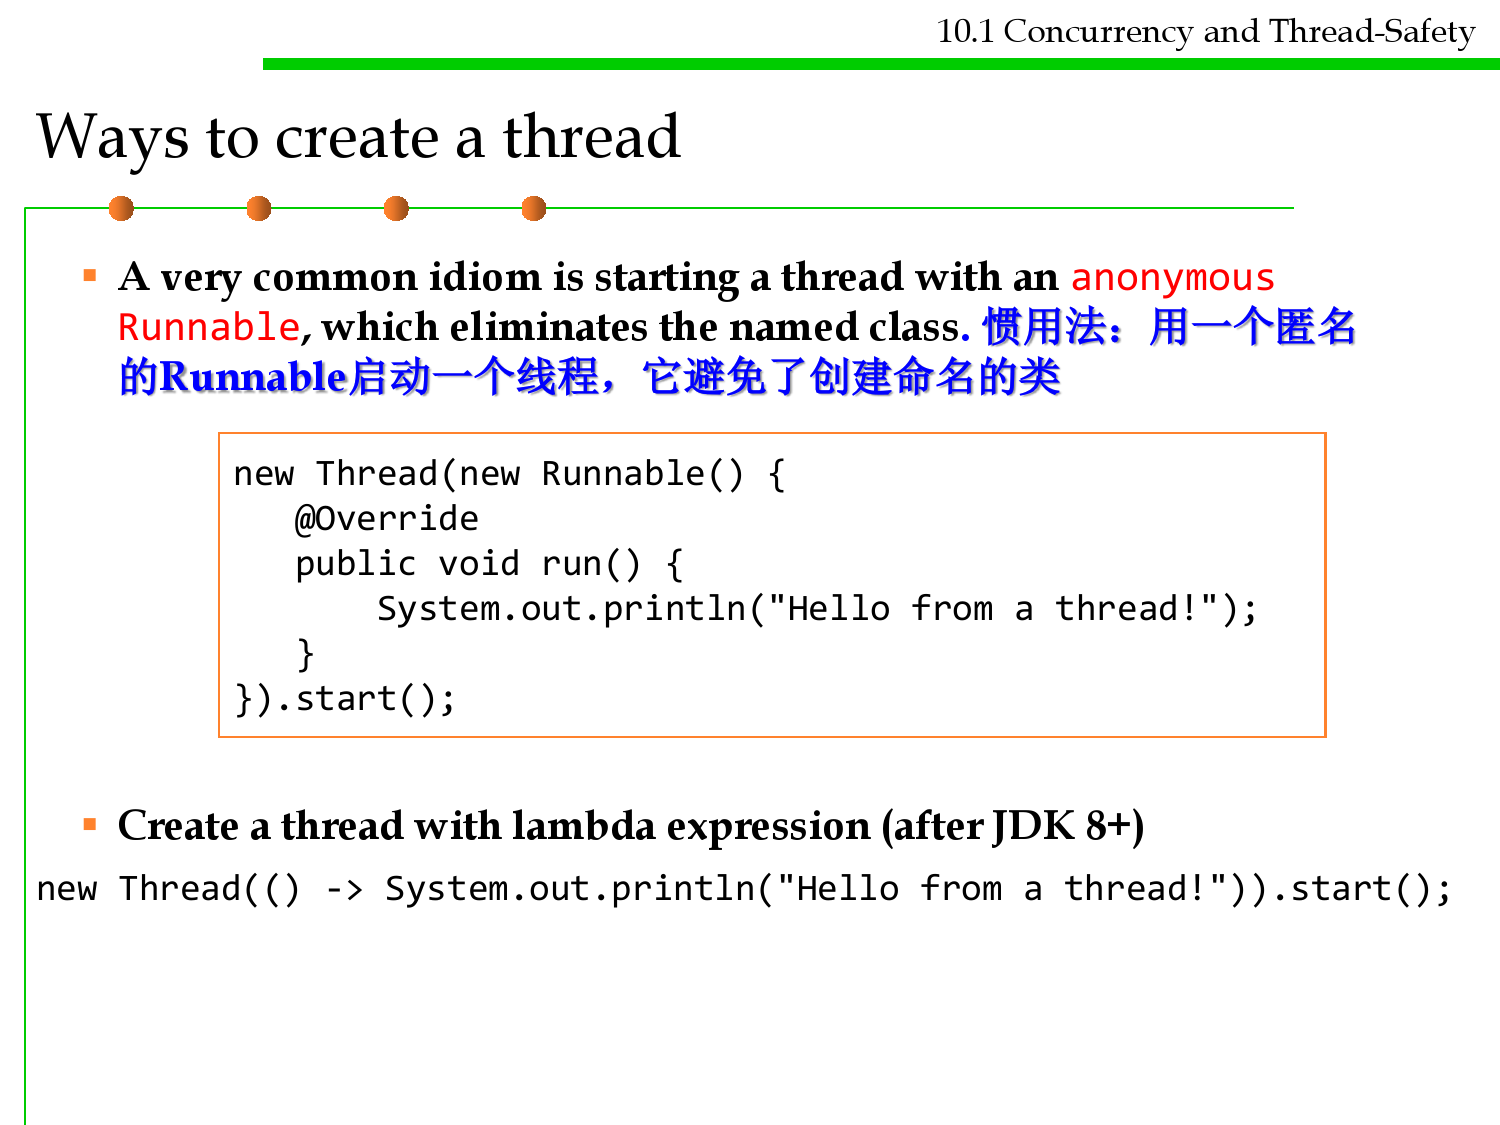 10.1 Concurrency and Thread-Safety
Ways to create a thread
▪ A very common idiom is starting a thread with an anonymous
Runnable, which eliminates the named class. 惯用法：用一个匿名
的Runnable启动一个线程，它避免了创建命名的类
new Thread(new Runnable() {
   @Override
   public void run() {
       System.out.println("Hello from a thread!");
   }
}).start();
▪ Create a thread with lambda expression (after JDK 8+)
new Thread(() -> System.out.println("Hello from a thread!")).start();